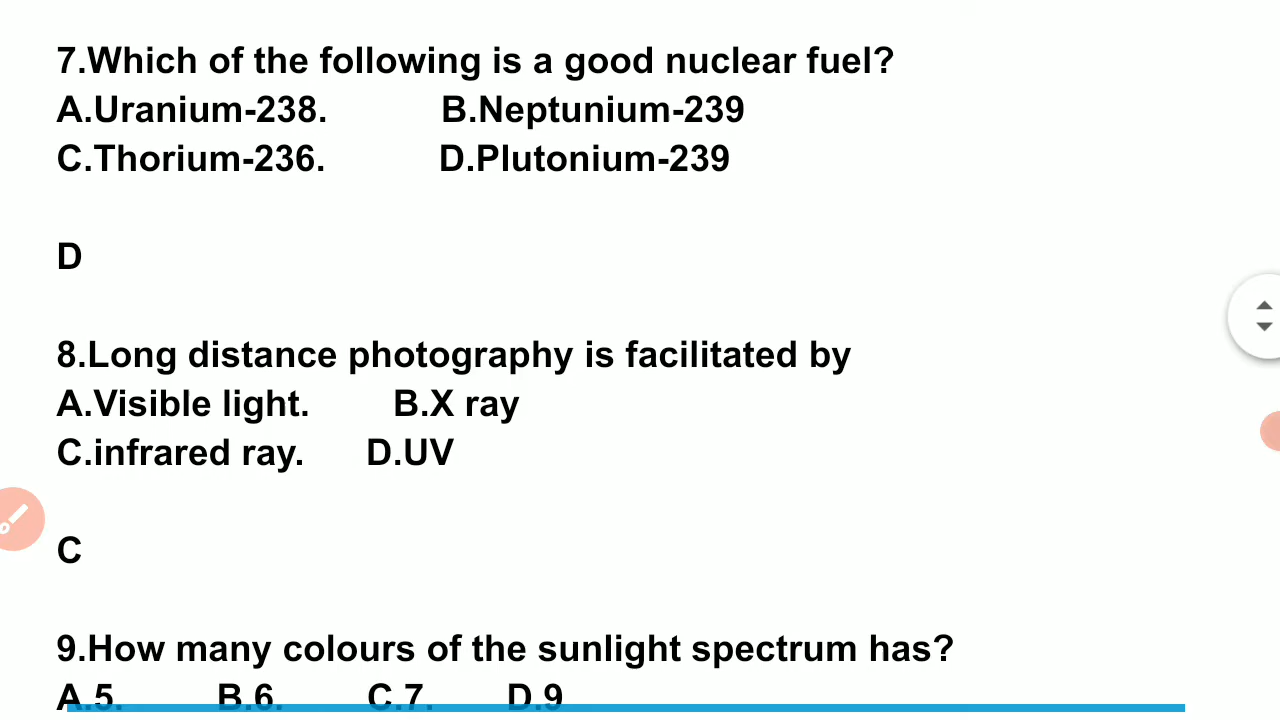 7.Which of the following is a good nuclear fuel?
A.Uranium-238. B.Neptunium-239
C.Thorium-236. D.Plutonium-239
D
8.Long distance photography is facilitated by
A.Visible light. B.X ray
C.infrared ray. D.UV
C
9.How many colours of the sunlight spectrum has?
A.5. B.6. C.7. D.9